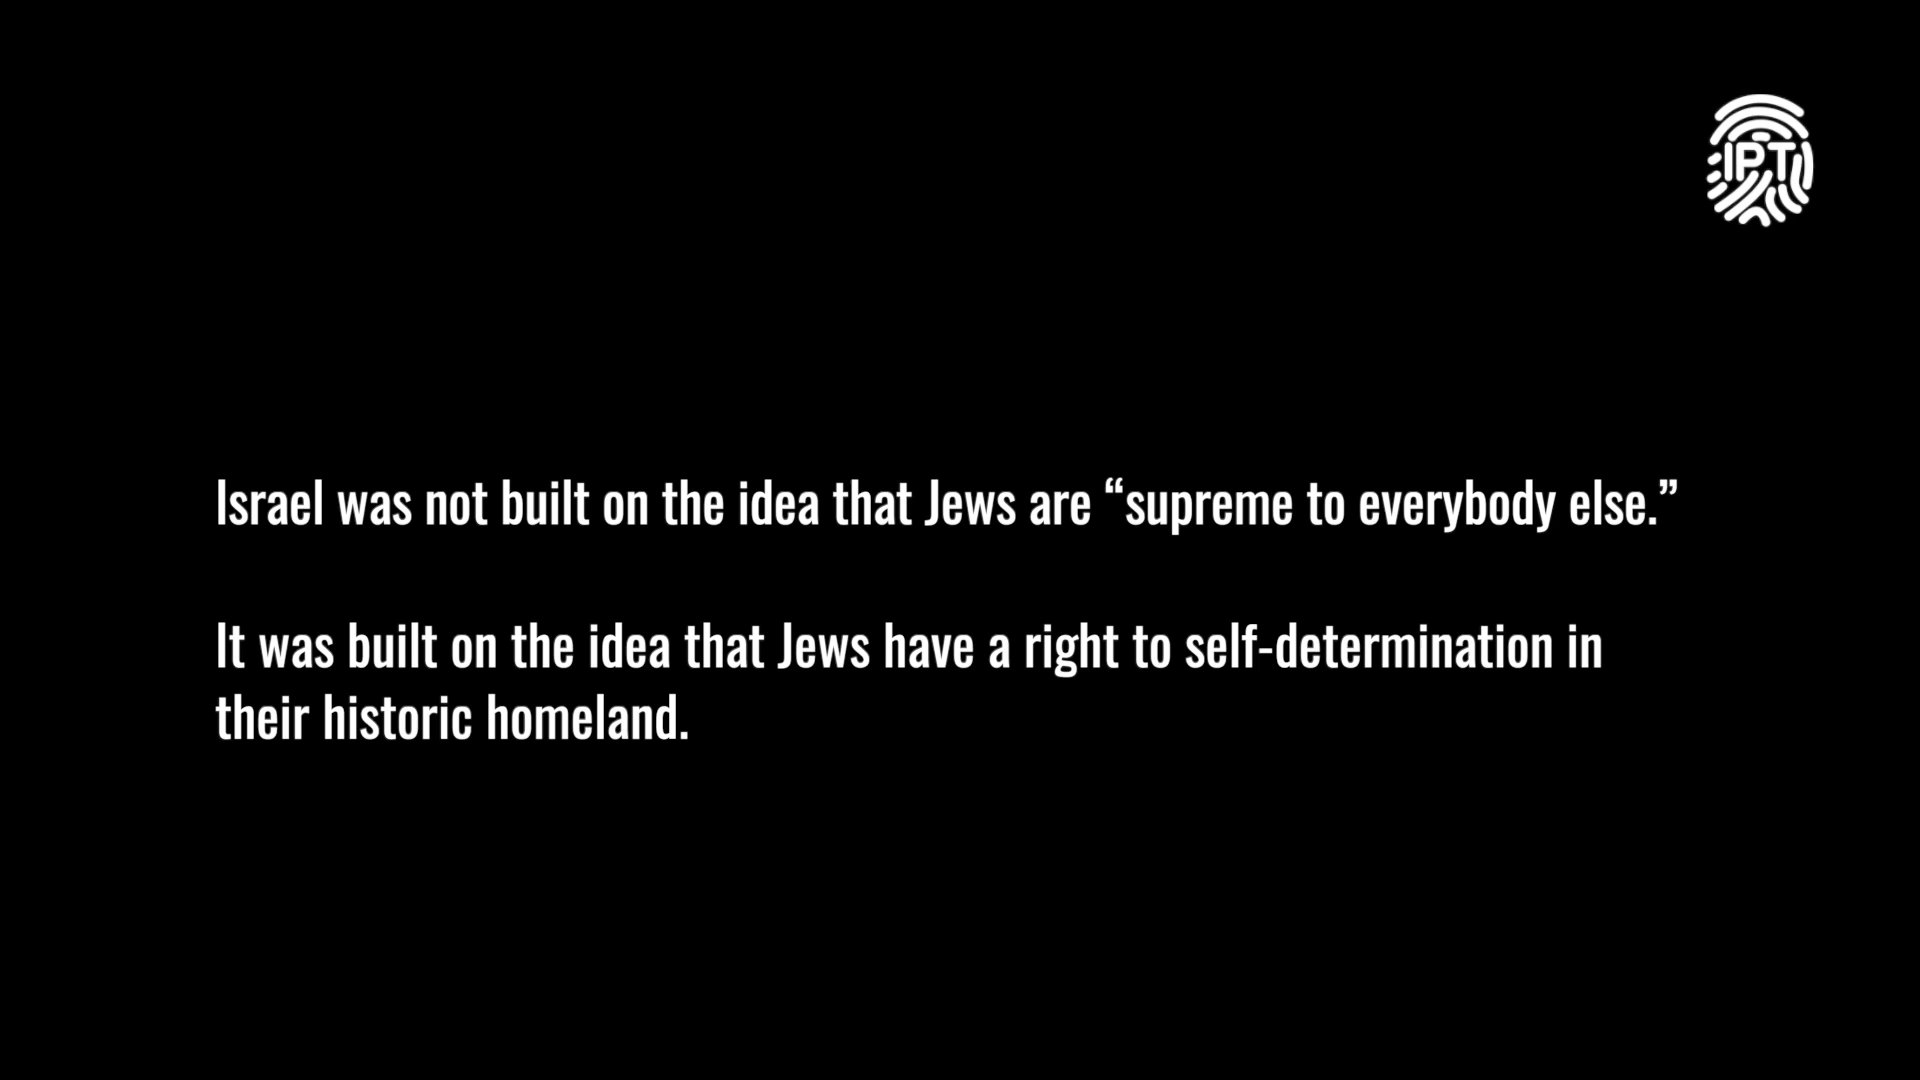 IPT
Israel was not built on the idea that Jews are “supreme to everybody else.”
It was built on the idea that Jews have a right to self-determination in
their historic homeland.